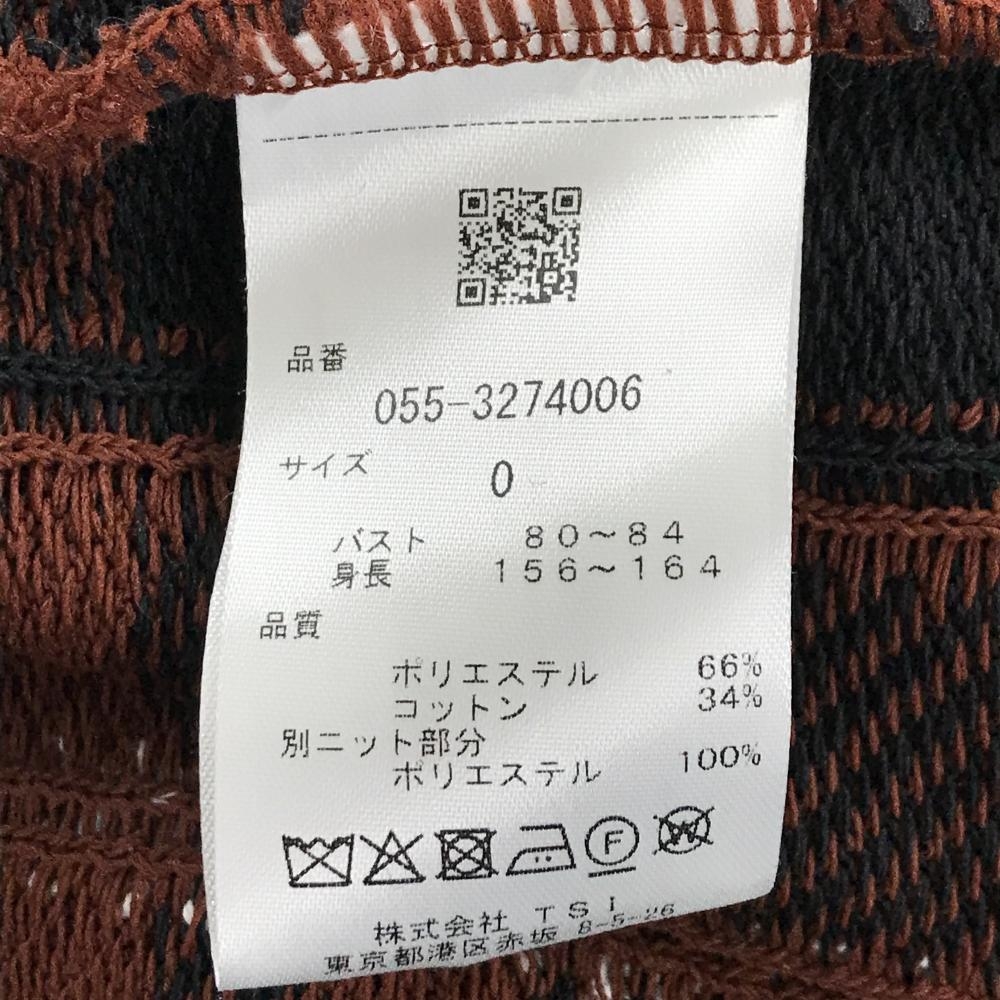 品番
055-3274006
サイズ 0
バスト 80～84
身長 156～164
品質
ポリエステル 66%
コットン 34%
別ニット部分
ポリエステル 100%
F W
株式会社 TSI
東京都港区赤坂 8-5-26